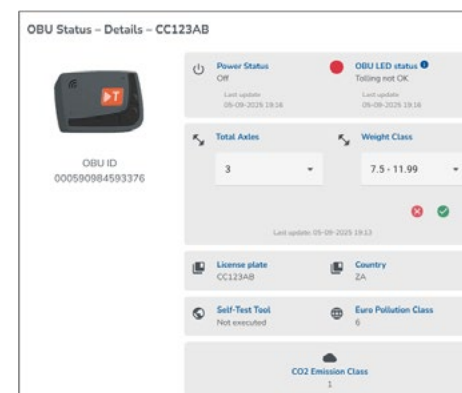 OBU Status – Details – CC123AB
T
OBU ID
000590984593376
Power Status
Off
Last update
05-09-2025 19:16
OBU LED status
Tolling not OK
Last update
05-09-2025 19:16
Total Axles
3
Weight Class
7.5 - 11.99
Last update: 05-09-2025 19:13
License plate
CC123AB
Country
ZA
Self-Test Tool
Not executed
Euro Pollution Class
6
CO2 Emission Class
1